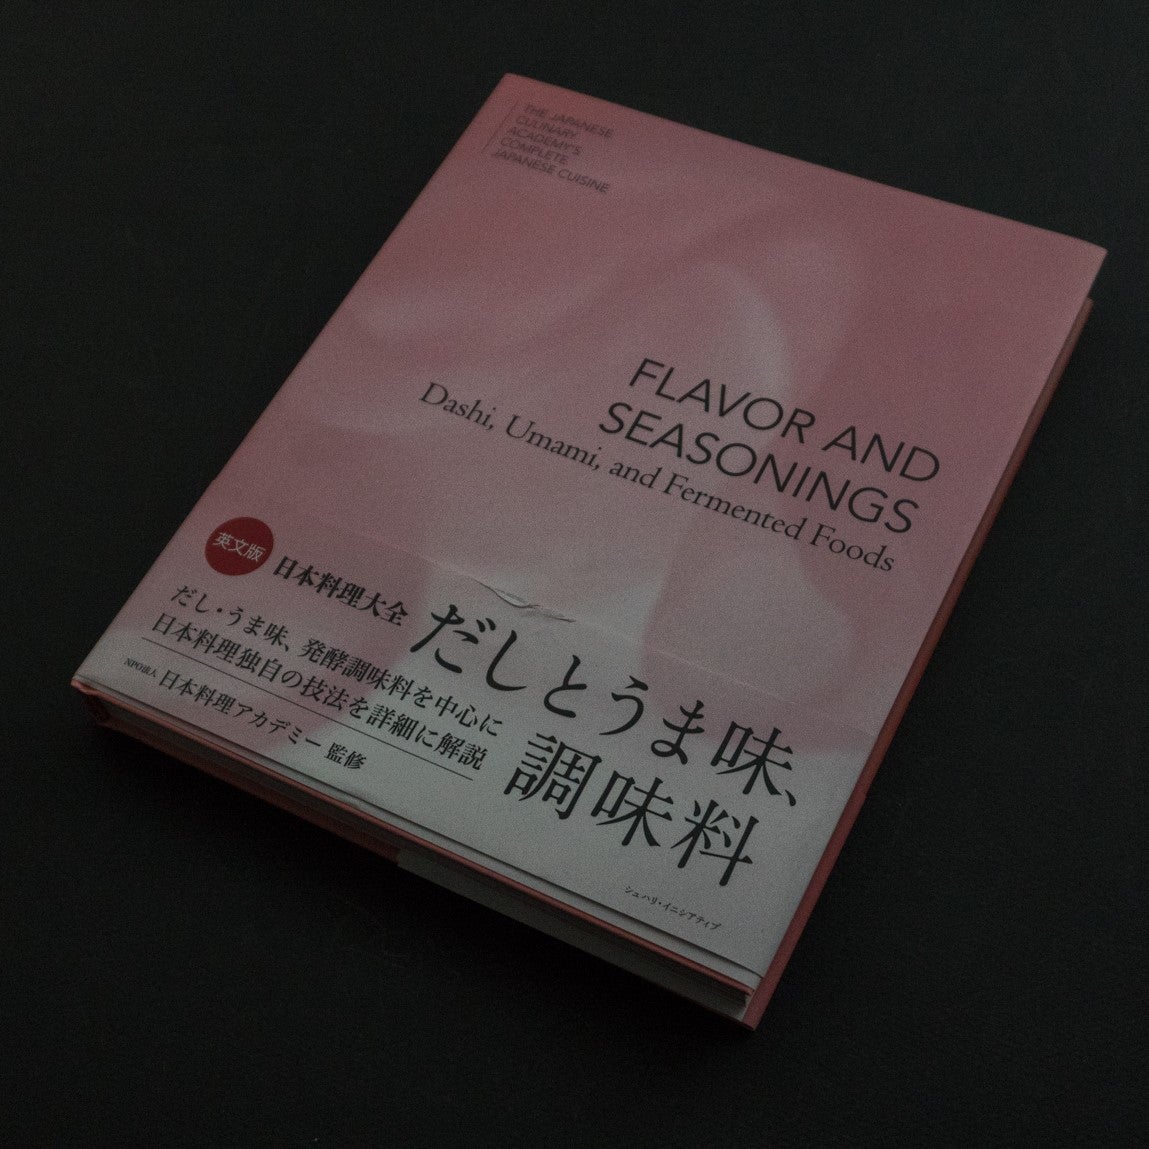 THE JAPANESE
CULINARY
ACADEMY'S
COMPLETE
JAPANESE CUISINE
FLAVOR AND
SEASONINGS
Dashi, Umami, and Fermented Foods
英文版
日本料理大全
だしとうま味、
調味料
だし・うま味、発酵調味料を中心に
日本料理独自の技法を詳細に解説
NPO法人 日本料理アカデミー 監修
シュハリ・イニシアティブ